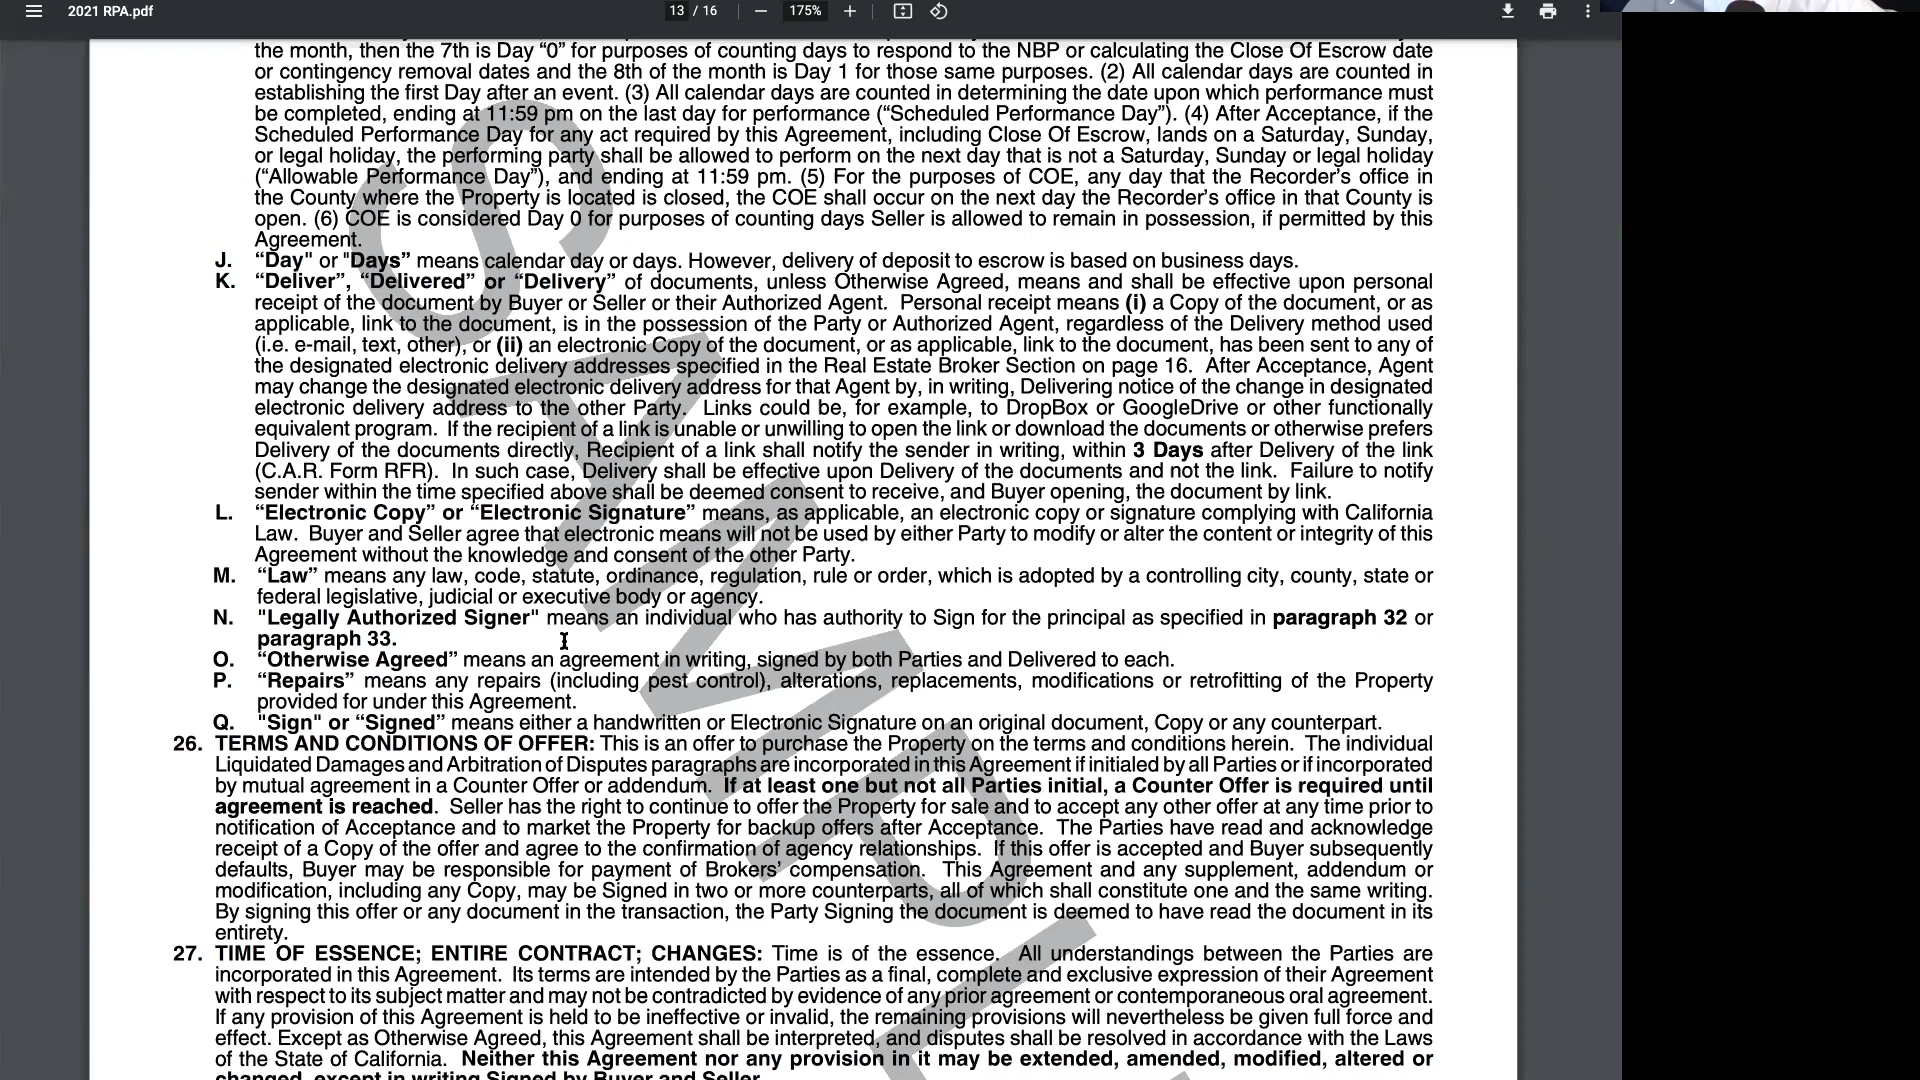 2021 RPA.pdf
13 / 16
175%
the month, then the 7th is Day “0” for purposes of counting days to respond to the NBP or calculating the Close Of Escrow date
or contingency removal dates and the 8th of the month is Day 1 for those same purposes. (2) All calendar days are counted in
establishing the first Day after an event. (3) All calendar days are counted in determining the date upon which performance must
be completed, ending at 11:59 pm on the last day for performance (“Scheduled Performance Day”). (4) After Acceptance, if the
Scheduled Performance Day for any act required by this Agreement, including Close Of Escrow, lands on a Saturday, Sunday,
or legal holiday, the performing party shall be allowed to perform on the next day that is not a Saturday, Sunday or legal holiday
(“Allowable Performance Day”), and ending at 11:59 pm. (5) For the purposes of COE, any day that the Recorder’s office in
the County where the Property is located is closed, the COE shall occur on the next day the Recorder’s office in that County is
open. (6) COE is considered Day 0 for purposes of counting days Seller is allowed to remain in possession, if permitted by this
Agreement.
J. “Day" or "Days” means calendar day or days. However, delivery of deposit to escrow is based on business days.
K. “Deliver”, “Delivered” or “Delivery” of documents, unless Otherwise Agreed, means and shall be effective upon personal
receipt of the document by Buyer or Seller or their Authorized Agent. Personal receipt means (i) a Copy of the document, or as
applicable, link to the document, is in the possession of the Party or Authorized Agent, regardless of the Delivery method used
(i.e. e-mail, text, other), or (ii) an electronic Copy of the document, or as applicable, link to the document, has been sent to any of
the designated electronic delivery addresses specified in the Real Estate Broker Section on page 16. After Acceptance, Agent
may change the designated electronic delivery address for that Agent by, in writing, Delivering notice of the change in designated
electronic delivery address to the other Party. Links could be, for example, to DropBox or GoogleDrive or other functionally
equivalent program. If the recipient of a link is unable or unwilling to open the link or download the documents or otherwise prefers
Delivery of the documents directly, Recipient of a link shall notify the sender in writing, within 3 Days after Delivery of the link
(C.A.R. Form RFR). In such case, Delivery shall be effective upon Delivery of the documents and not the link. Failure to notify
sender within the time specified above shall be deemed consent to receive, and Buyer opening, the document by link.
L. “Electronic Copy” or “Electronic Signature” means, as applicable, an electronic copy or signature complying with California
Law. Buyer and Seller agree that electronic means will not be used by either Party to modify or alter the content or integrity of this
Agreement without the knowledge and consent of the other Party.
M. “Law” means any law, code, statute, ordinance, regulation, rule or order, which is adopted by a controlling city, county, state or
federal legislative, judicial or executive body or agency.
N. "Legally Authorized Signer" means an individual who has authority to Sign for the principal as specified in paragraph 32 or
paragraph 33.
O. “Otherwise Agreed” means an agreement in writing, signed by both Parties and Delivered to each.
P. “Repairs” means any repairs (including pest control), alterations, replacements, modifications or retrofitting of the Property
provided for under this Agreement.
Q. "Sign" or “Signed” means either a handwritten or Electronic Signature on an original document, Copy or any counterpart.
26. TERMS AND CONDITIONS OF OFFER: This is an offer to purchase the Property on the terms and conditions herein. The individual
Liquidated Damages and Arbitration of Disputes paragraphs are incorporated in this Agreement if initialed by all Parties or if incorporated
by mutual agreement in a Counter Offer or addendum. If at least one but not all Parties initial, a Counter Offer is required until
agreement is reached. Seller has the right to continue to offer the Property for sale and to accept any other offer at any time prior to
notification of Acceptance and to market the Property for backup offers after Acceptance. The Parties have read and acknowledge
receipt of a Copy of the offer and agree to the confirmation of agency relationships. If this offer is accepted and Buyer subsequently
defaults, Buyer may be responsible for payment of Brokers’ compensation. This Agreement and any supplement, addendum or
modification, including any Copy, may be Signed in two or more counterparts, all of which shall constitute one and the same writing.
By signing this offer or any document in the transaction, the Party Signing the document is deemed to have read the document in its
entirety.
27. TIME OF ESSENCE; ENTIRE CONTRACT; CHANGES: Time is of the essence. All understandings between the Parties are
incorporated in this Agreement. Its terms are intended by the Parties as a final, complete and exclusive expression of their Agreement
with respect to its subject matter and may not be contradicted by evidence of any prior agreement or contemporaneous oral agreement.
If any provision of this Agreement is held to be ineffective or invalid, the remaining provisions will nevertheless be given full force and
effect. Except as Otherwise Agreed, this Agreement shall be interpreted, and disputes shall be resolved in accordance with the Laws
of the State of California. Neither this Agreement nor any provision in it may be extended, amended, modified, altered or
changed, except in writing Signed by Buyer and Seller.
SAMPL